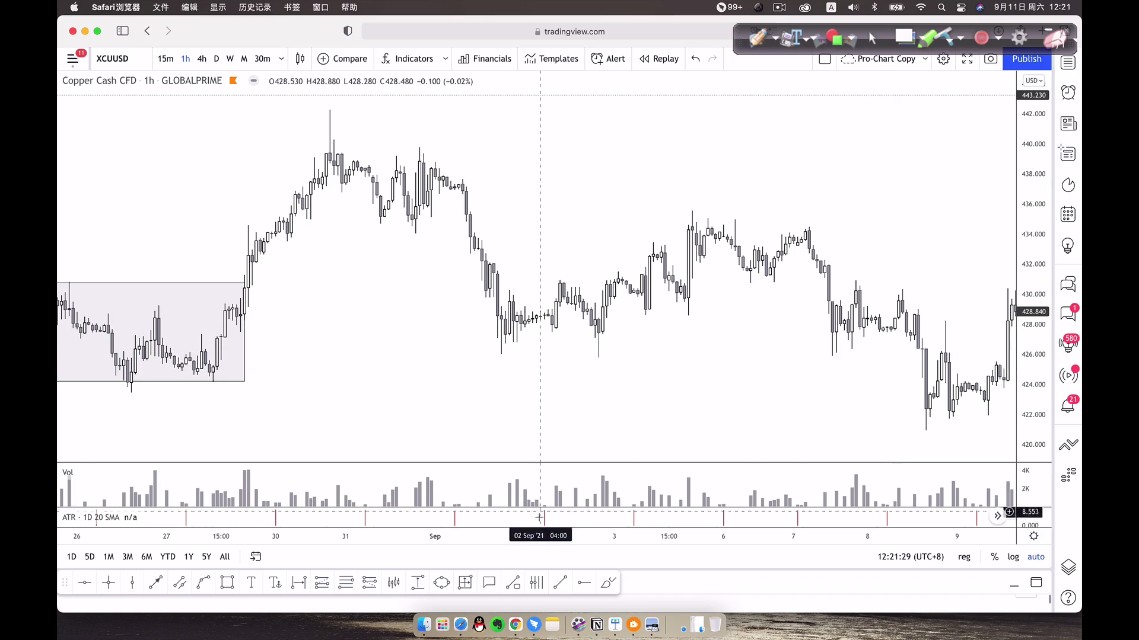 Safari浏览器 文件 编辑 显示 历史记录 书签 窗口 帮助 99+ A 9月11日周六 12:21
tradingview.com
11 XCUUSD 15m 1h 4h D W M 30m Compare Indicators Financials Templates Alert Replay Pro-Chart Copy Publish
Copper Cash CFD · 1h · GLOBALPRIME O428.530 H428.880 L428.280 C428.480 -0.100 (-0.02%)
USD
443.230
442.000
440.000
438.000
436.000
434.000
432.000
430.000
428.840
428.000
426.000
424.000
422.000
420.000
1
580
21
Vol
4K
2K
ATR · 1D 20 SMA n/a
8.553
0.000
26 27 15:00 30 31 Sep 02 Sep '21 04:00 3 15:00 6 7 8 9
1D 5D 1M 3M 6M YTD 1Y 5Y All 12:21:29 (UTC+8) reg % log auto